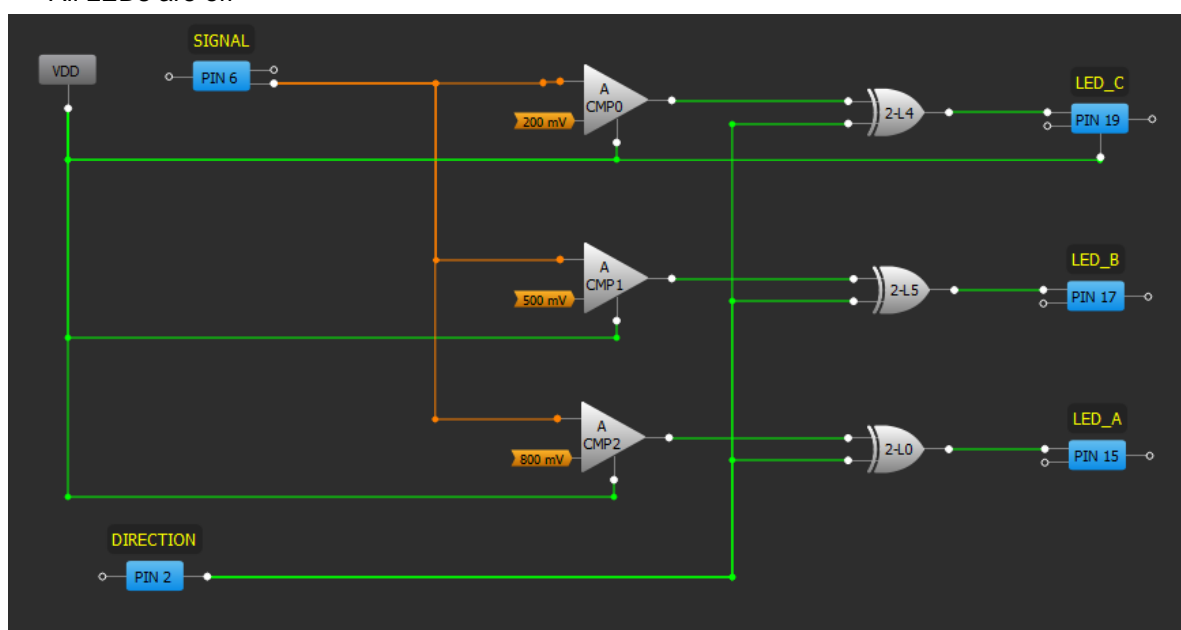 SIGNAL
VDD
PIN 6
A
CMP0
200 mV
2-L4
LED_C
PIN 19
A
CMP1
500 mV
2-L5
LED_B
PIN 17
A
CMP2
800 mV
2-L0
LED_A
PIN 15
DIRECTION
PIN 2